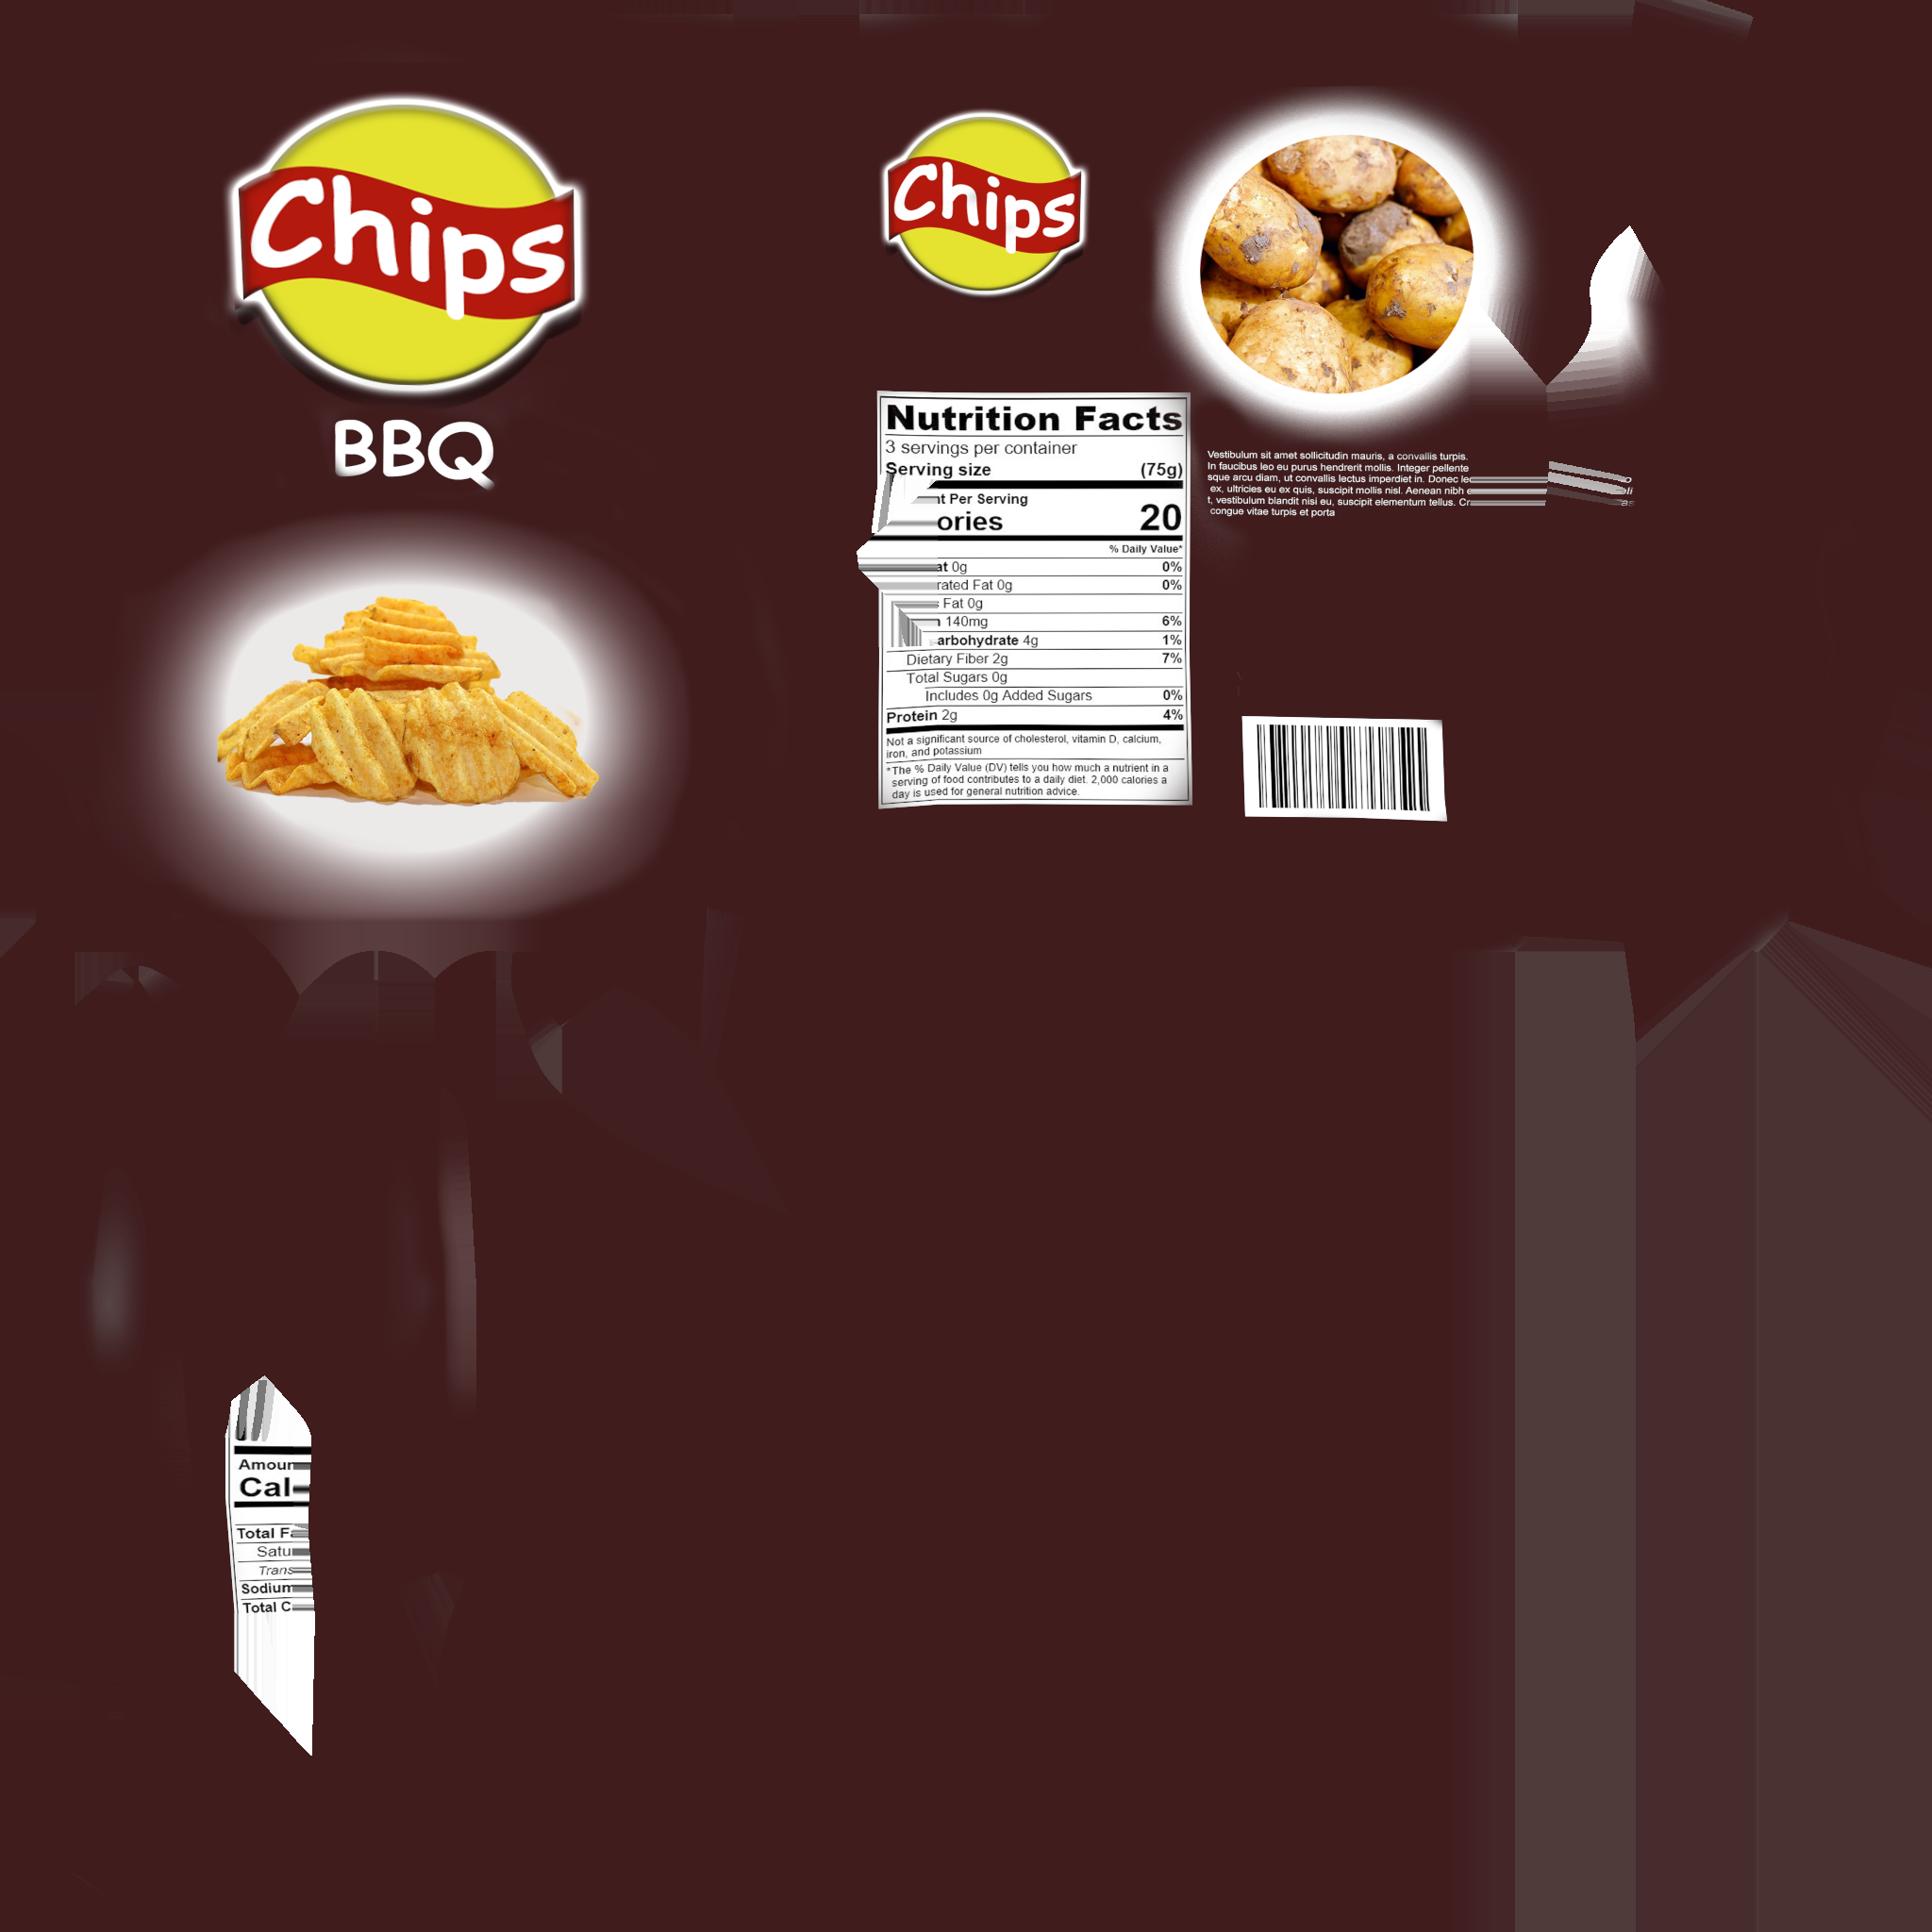 Chips
BBQ
Chips
Nutrition Facts
3 servings per container
Serving size (75g)
t Per Serving
ories 20
% Daily Value*
at 0g 0%
rated Fat 0g 0%
Fat 0g
140mg 6%
arbohydrate 4g 1%
Dietary Fiber 2g 7%
Total Sugars 0g
Includes 0g Added Sugars 0%
Protein 2g 4%
Not a significant source of cholesterol, vitamin D, calcium,
iron, and potassium
*The % Daily Value (DV) tells you how much a nutrient in a
serving of food contributes to a daily diet. 2,000 calories a
day is used for general nutrition advice.
Vestibulum sit amet sollicitudin mauris, a convallis turpis.
In faucibus leo eu purus hendrerit mollis. Integer pellente
sque arcu diam, ut convallis lectus imperdiet in. Donec le
ex, ultricies eu ex quis, suscipit mollis nisl. Aenean nibh
t, vestibulum blandit nisi eu, suscipit elementum tellus. Cr
congue vitae turpis et porta
Amoun
Cal
Total Fa
Satu
Trans
Sodium
Total C